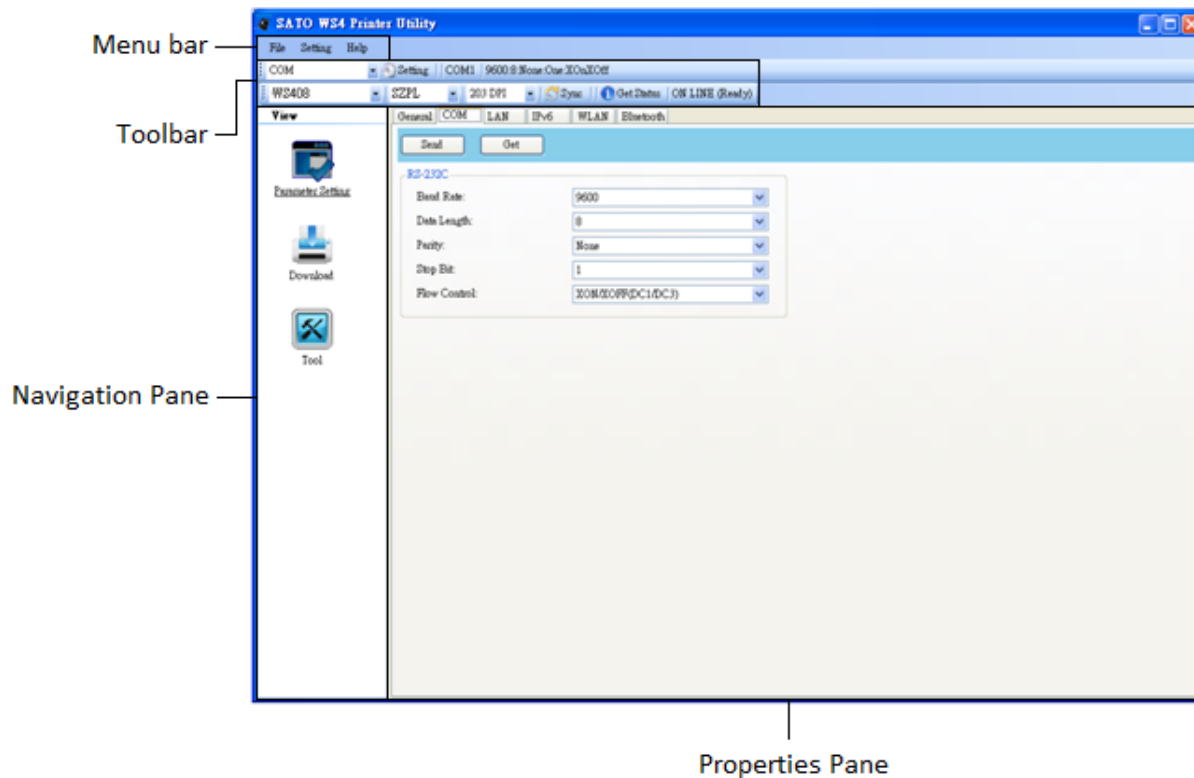 SATO WS4 Printer Utility
Menu bar
File Setting Help
COM Setting COM1 9600:8:None:One:XOnXOff
WS408 SZPL 203 DPI Sync Get Status ON LINE (Ready)
Toolbar
View General COM LAN IPv6 WLAN Bluetooth
Send Get
RS-232C
Parameter Setting
Baud Rate: 9600
Data Length: 8
Parity: None
Stop Bit: 1
Download
Flow Control: XON/XOFF(DC1/DC3)
Tool
Navigation Pane
Properties Pane